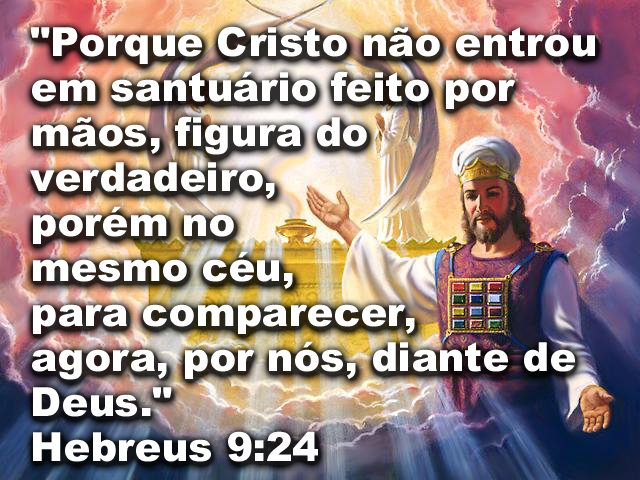 "Porque Cristo não entrou
em santuário feito por
mãos, figura do
verdadeiro,
porém no
mesmo céu,
para comparecer,
agora, por nós, diante de
Deus."
Hebreus 9:24